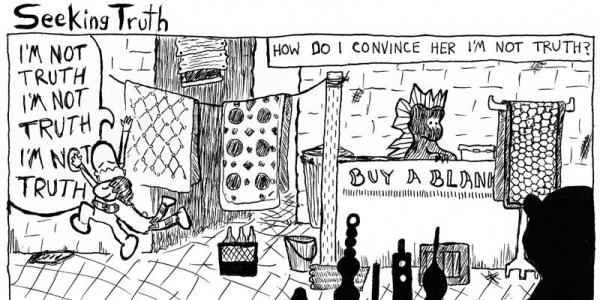 Seeking Truth
HOW DO I CONVINCE HER I'M NOT TRUTH?
I'M NOT
TRUTH
I'M NOT
TRUTH
I'M NOT
TRUTH
BUY A BLAN